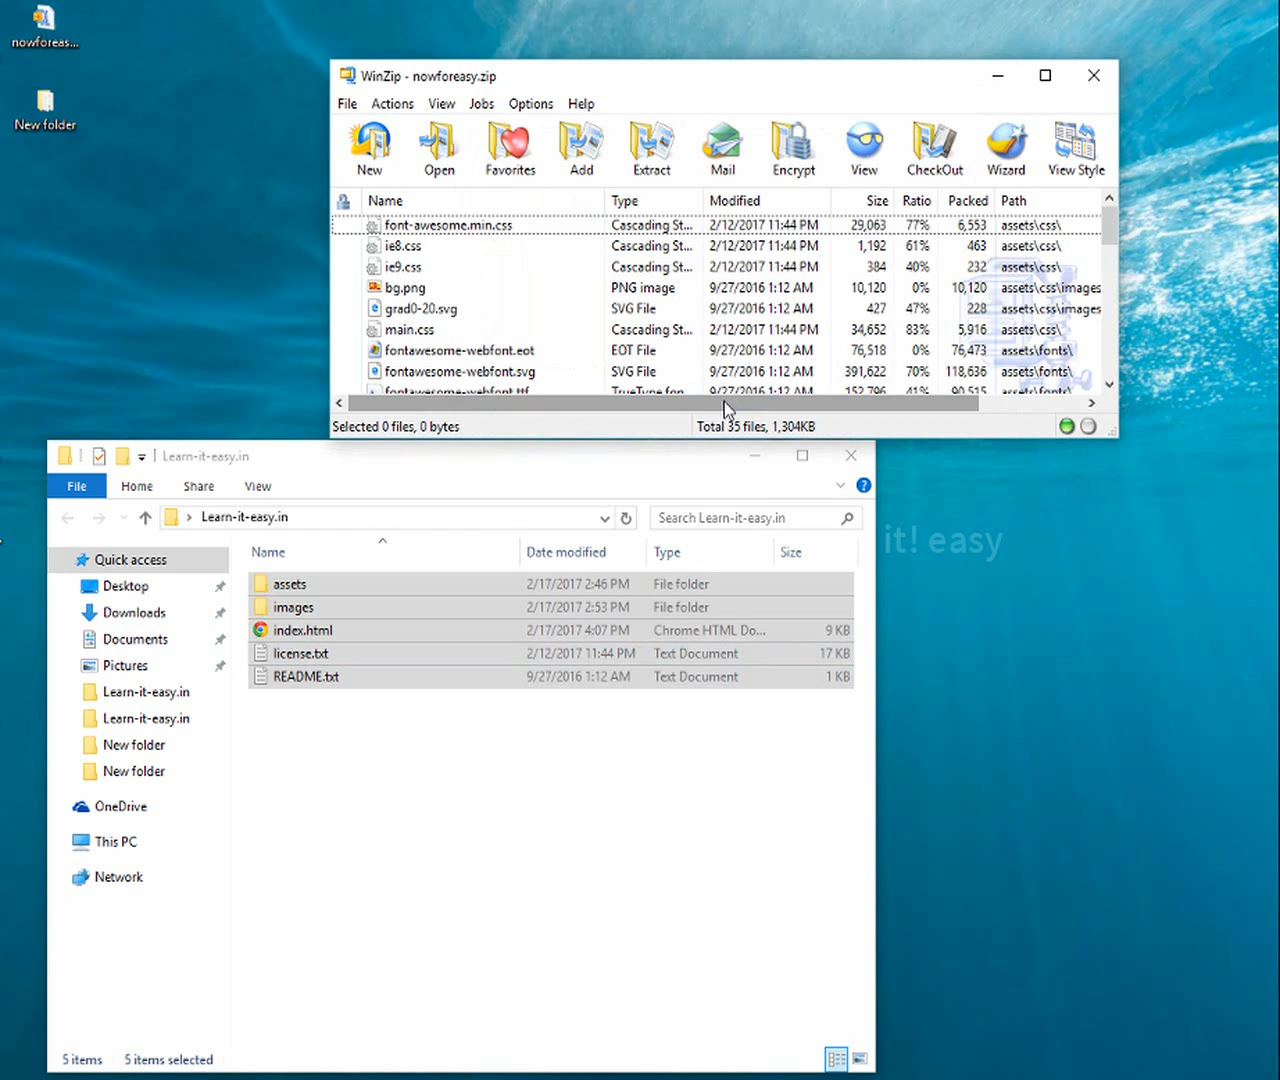 nowforeas...
New folder
WinZip - nowforeasy.zip
File Actions View Jobs Options Help
New Open Favorites Add Extract Mail Encrypt View CheckOut Wizard View Style
Name Type Modified Size Ratio Packed Path
font-awesome.min.css Cascading St... 2/12/2017 11:44 PM 29,063 77% 6,553 assets\css\
ie8.css Cascading St... 2/12/2017 11:44 PM 1,192 61% 463 assets\css\
ie9.css Cascading St... 2/12/2017 11:44 PM 384 40% 232 assets\css\
bg.png PNG image 9/27/2016 1:12 AM 10,120 0% 10,120 assets\css\images
grad0-20.svg SVG File 9/27/2016 1:12 AM 427 47% 228 assets\css\images
main.css Cascading St... 2/12/2017 11:44 PM 34,652 83% 5,916 assets\css\
fontawesome-webfont.eot EOT File 9/27/2016 1:12 AM 76,518 0% 76,473 assets\fonts\
fontawesome-webfont.svg SVG File 9/27/2016 1:12 AM 391,622 70% 118,636 assets\fonts\
fontawesome-webfont.ttf TrueType fon... 9/27/2016 1:12 AM 152,796 41% 90,515 assets\fonts\
Selected 0 files, 0 bytes Total 35 files, 1,304KB
Learn-it-easy.in
File Home Share View
Learn-it-easy.in Search Learn-it-easy.in
it! easy
Name Date modified Type Size
Quick access
Desktop
Downloads
Documents
Pictures
Learn-it-easy.in
Learn-it-easy.in
New folder
New folder
OneDrive
This PC
Network
assets 2/17/2017 2:46 PM File folder
images 2/17/2017 2:53 PM File folder
index.html 2/17/2017 4:07 PM Chrome HTML Do... 9 KB
license.txt 2/12/2017 11:44 PM Text Document 17 KB
README.txt 9/27/2016 1:12 AM Text Document 1 KB
5 items 5 items selected